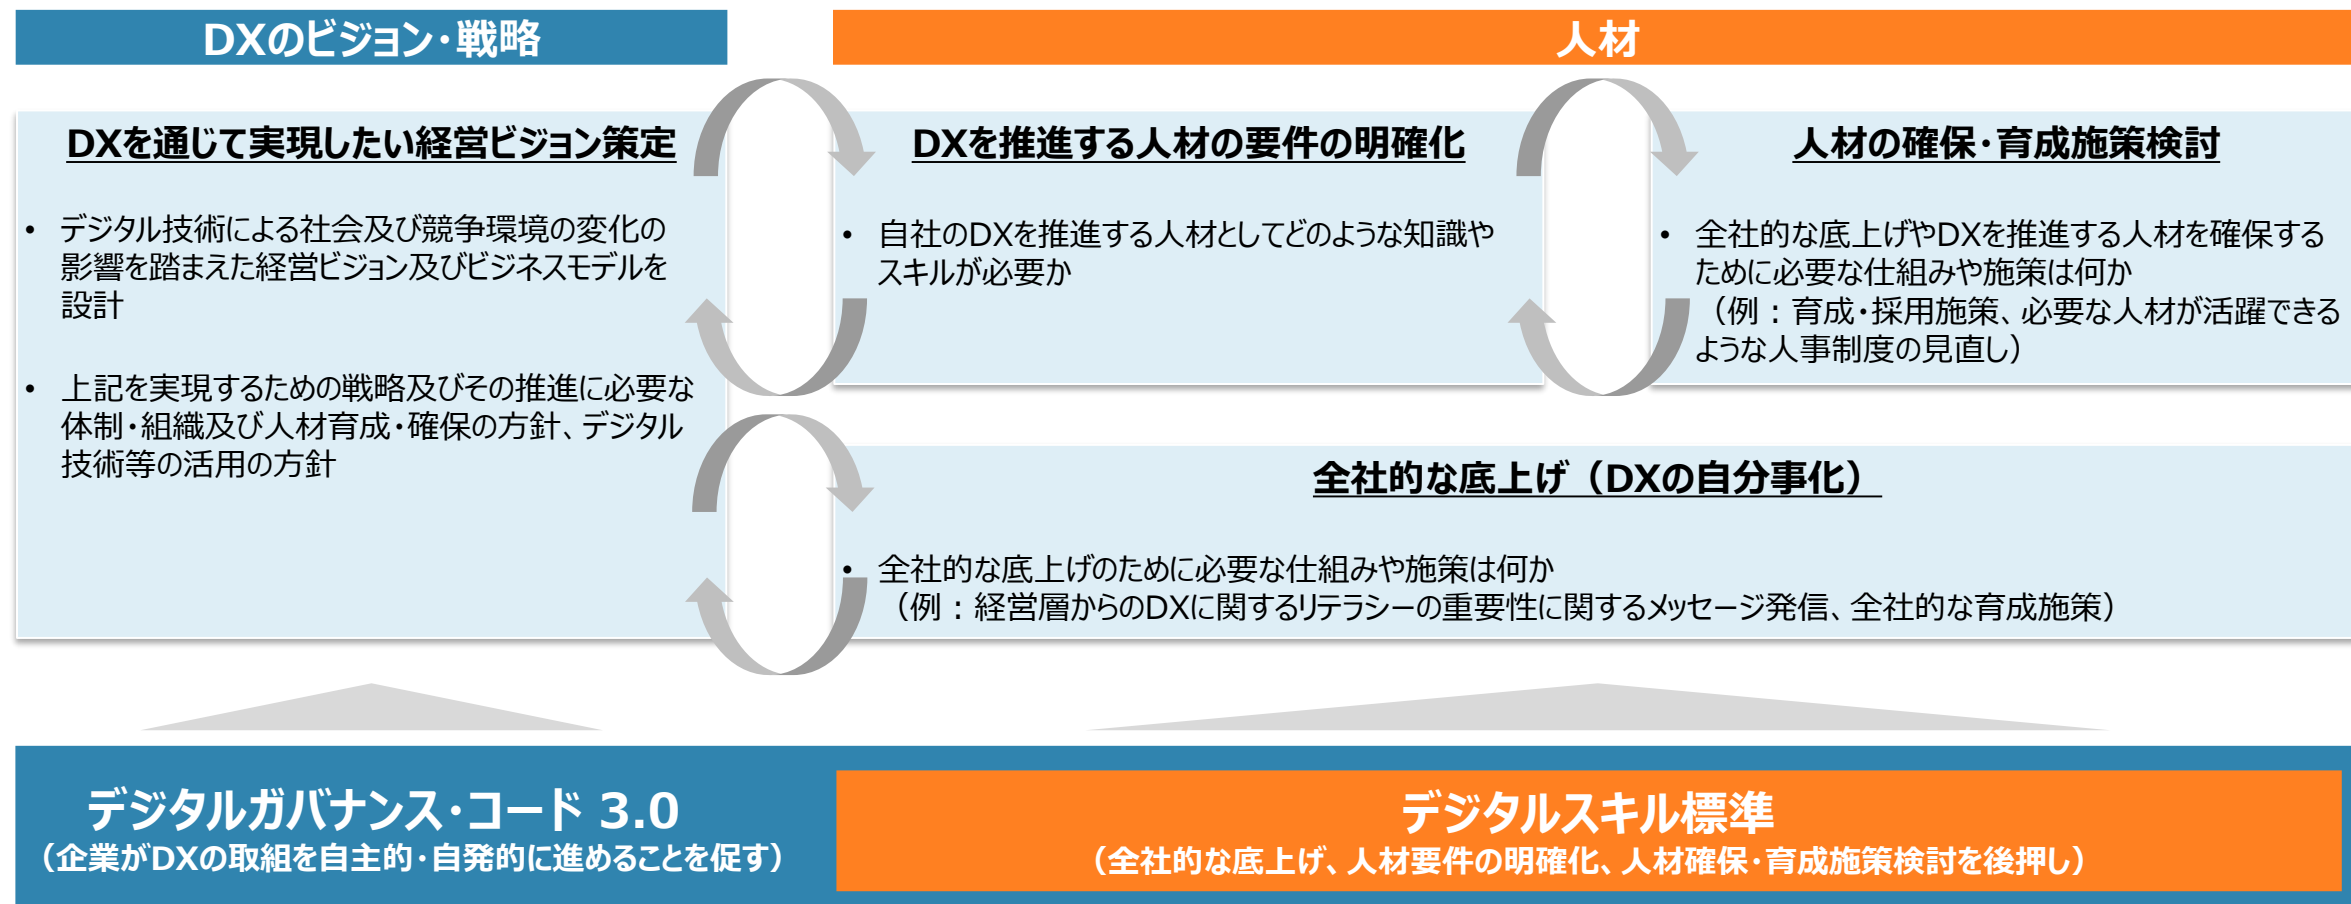 DXのビジョン・戦略
人材
DXを通じて実現したい経営ビジョン策定
• デジタル技術による社会及び競争環境の変化の
影響を踏まえた経営ビジョン及びビジネスモデルを
設計
• 上記を実現するための戦略及びその推進に必要な
体制・組織及び人材育成・確保の方針、デジタル
技術等の活用の方針
DXを推進する人材の要件の明確化
• 自社のDXを推進する人材としてどのような知識や
スキルが必要か
人材の確保・育成施策検討
• 全社的な底上げやDXを推進する人材を確保する
ために必要な仕組みや施策は何か
（例：育成・採用施策、必要な人材が活躍できる
ような人事制度の見直し）
全社的な底上げ（DXの自分事化）
• 全社的な底上げのために必要な仕組みや施策は何か
（例：経営層からのDXに関するリテラシーの重要性に関するメッセージ発信、全社的な育成施策）
デジタルガバナンス・コード 3.0
（企業がDXの取組を自主的・自発的に進めることを促す）
デジタルスキル標準
（全社的な底上げ、人材要件の明確化、人材確保・育成施策検討を後押し）